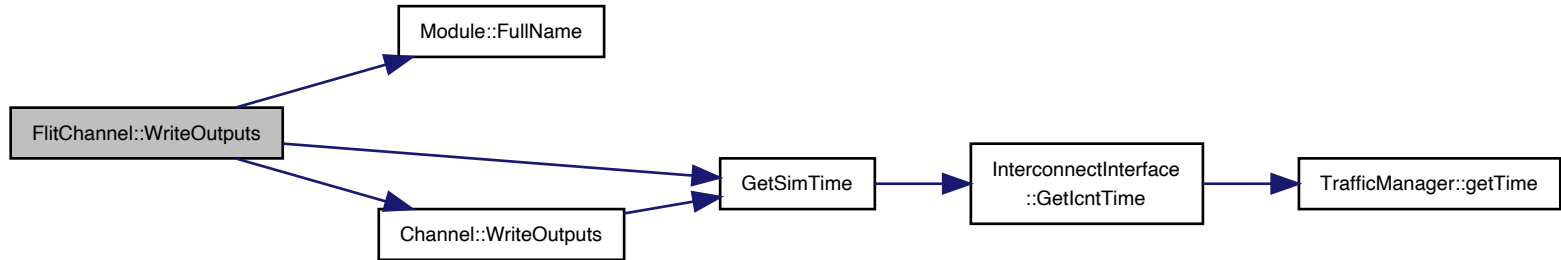 Module::FullName
FlitChannel::WriteOutputs
GetSimTime
InterconnectInterface
::GetIcntTime
TrafficManager::getTime
Channel::WriteOutputs